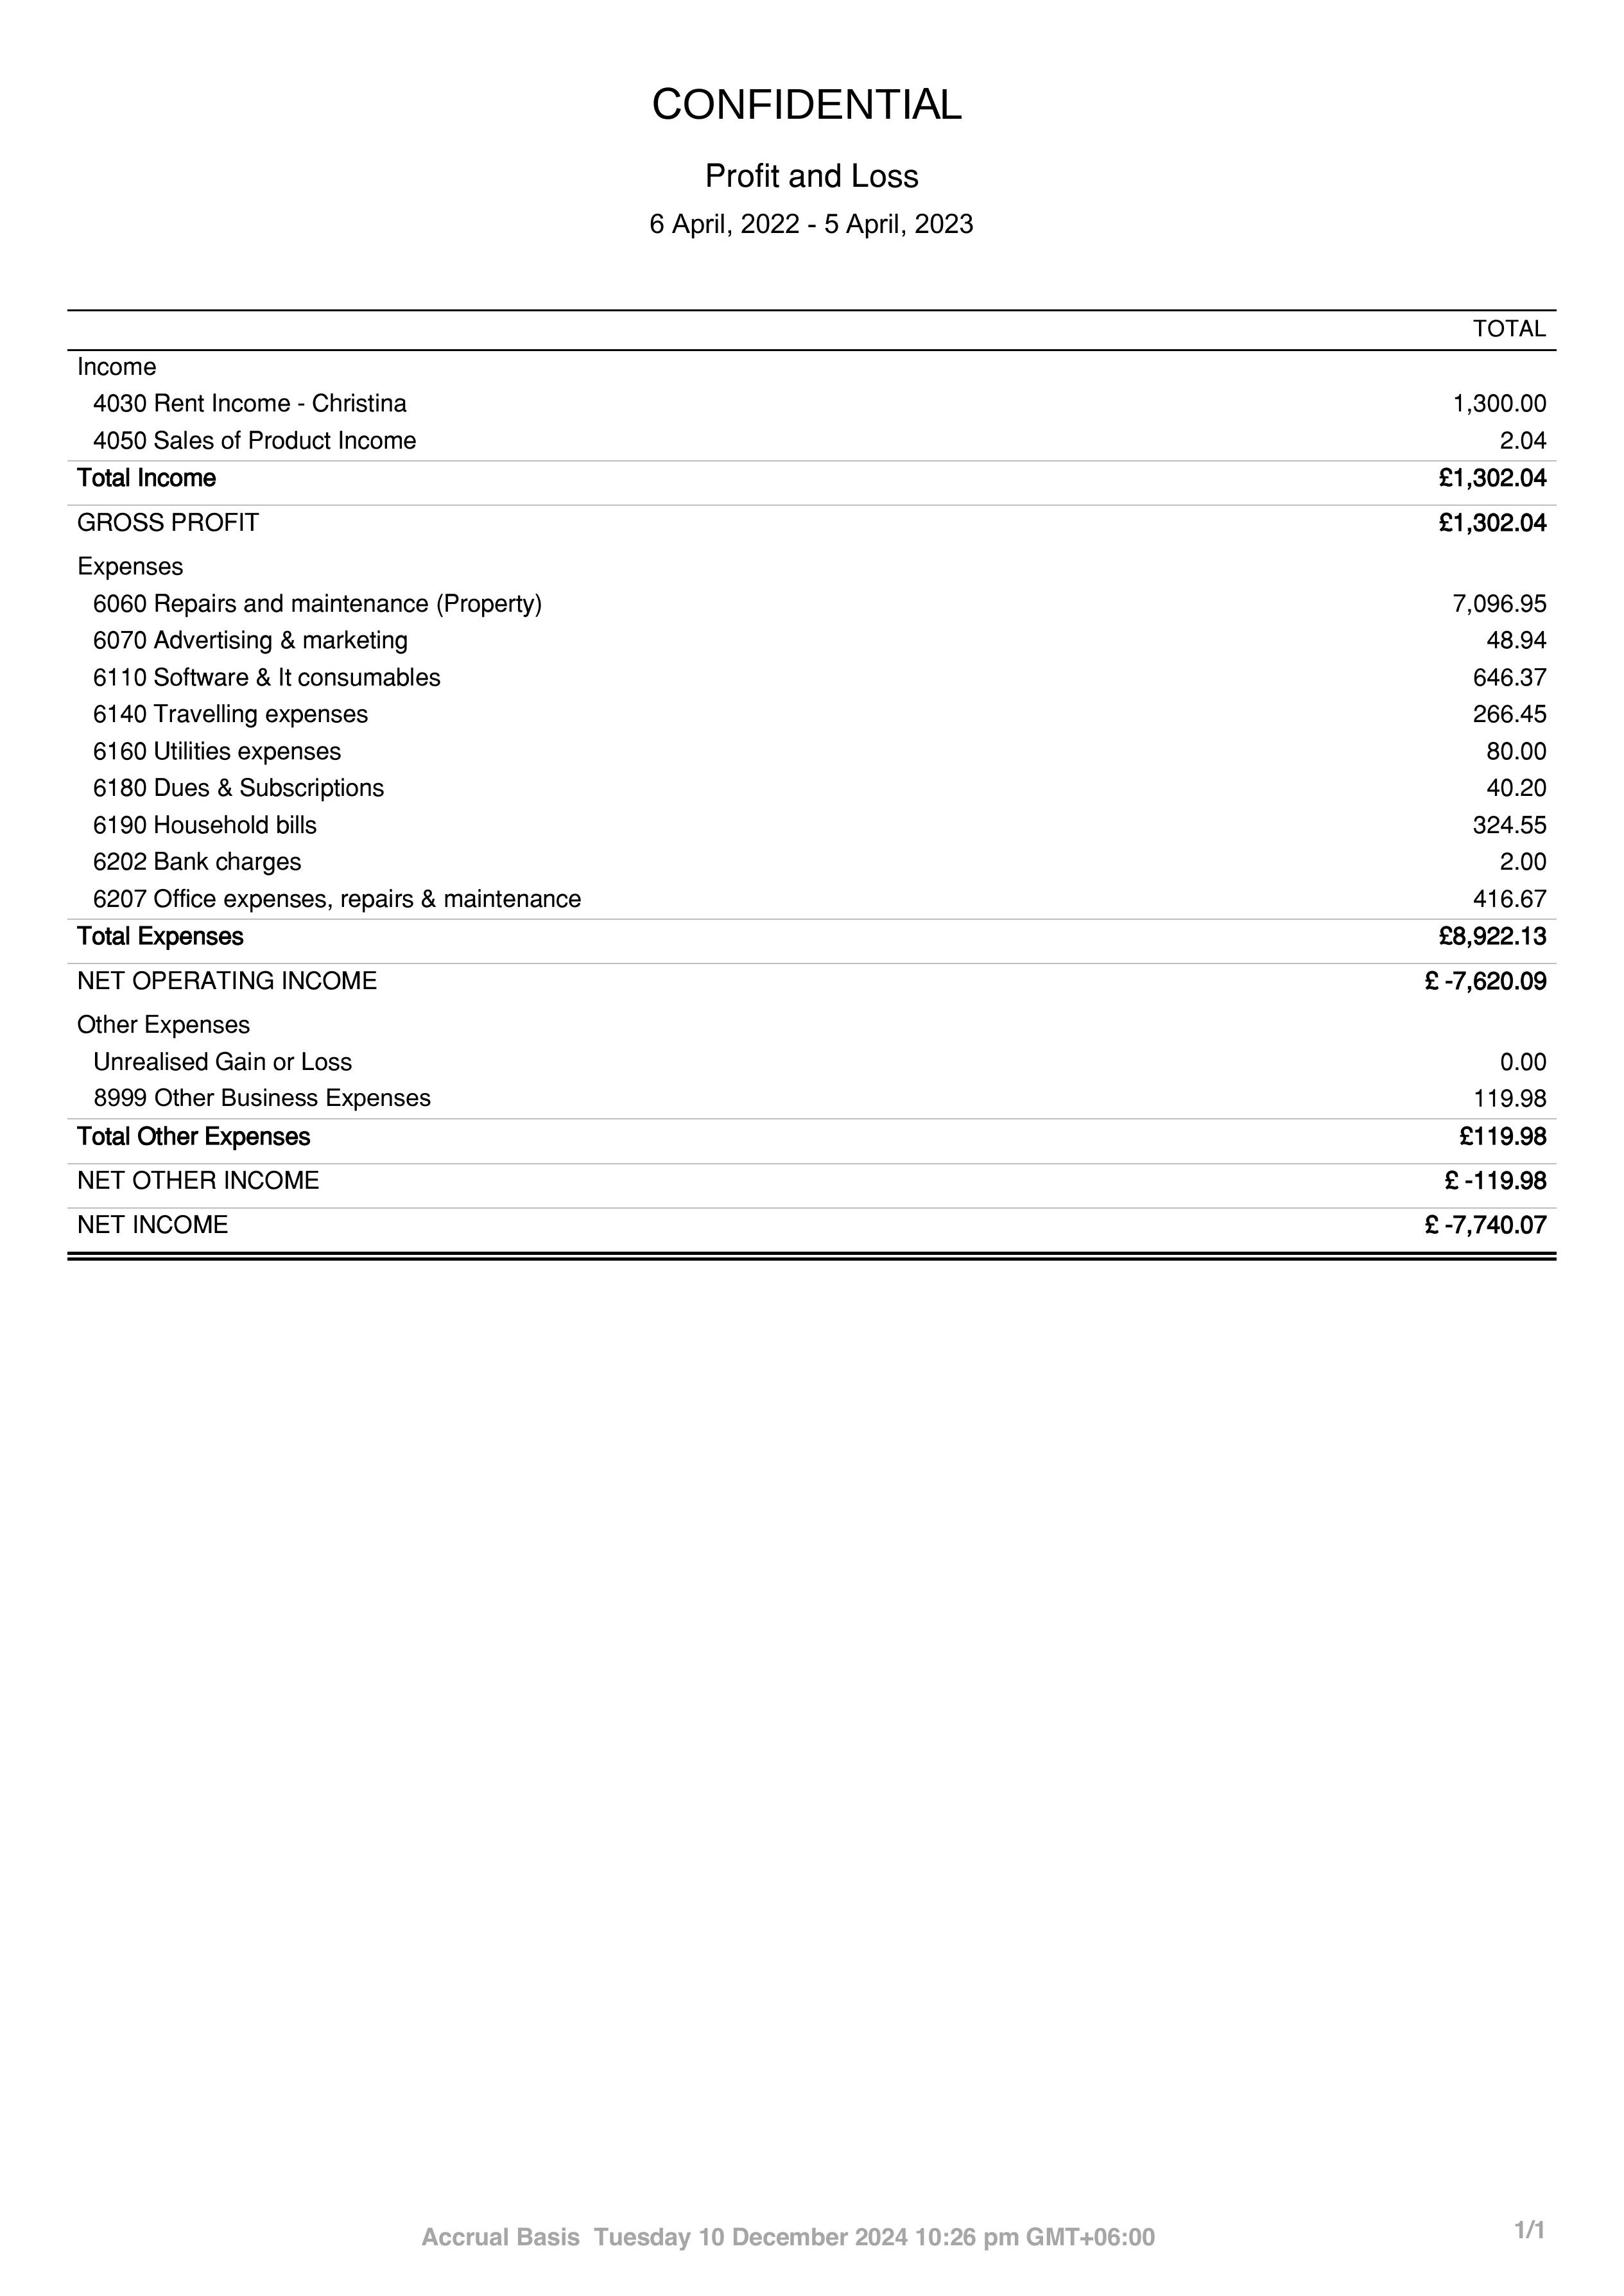 CONFIDENTIAL
Profit and Loss
6 April, 2022 - 5 April, 2023
TOTAL
Income
4030 Rent Income - Christina 1,300.00
4050 Sales of Product Income 2.04
Total Income £1,302.04
GROSS PROFIT £1,302.04
Expenses
6060 Repairs and maintenance (Property) 7,096.95
6070 Advertising & marketing 48.94
6110 Software & It consumables 646.37
6140 Travelling expenses 266.45
6160 Utilities expenses 80.00
6180 Dues & Subscriptions 40.20
6190 Household bills 324.55
6202 Bank charges 2.00
6207 Office expenses, repairs & maintenance 416.67
Total Expenses £8,922.13
NET OPERATING INCOME £ -7,620.09
Other Expenses
Unrealised Gain or Loss 0.00
8999 Other Business Expenses 119.98
Total Other Expenses £119.98
NET OTHER INCOME £ -119.98
NET INCOME £ -7,740.07
Accrual Basis Tuesday 10 December 2024 10:26 pm GMT+06:00 1/1